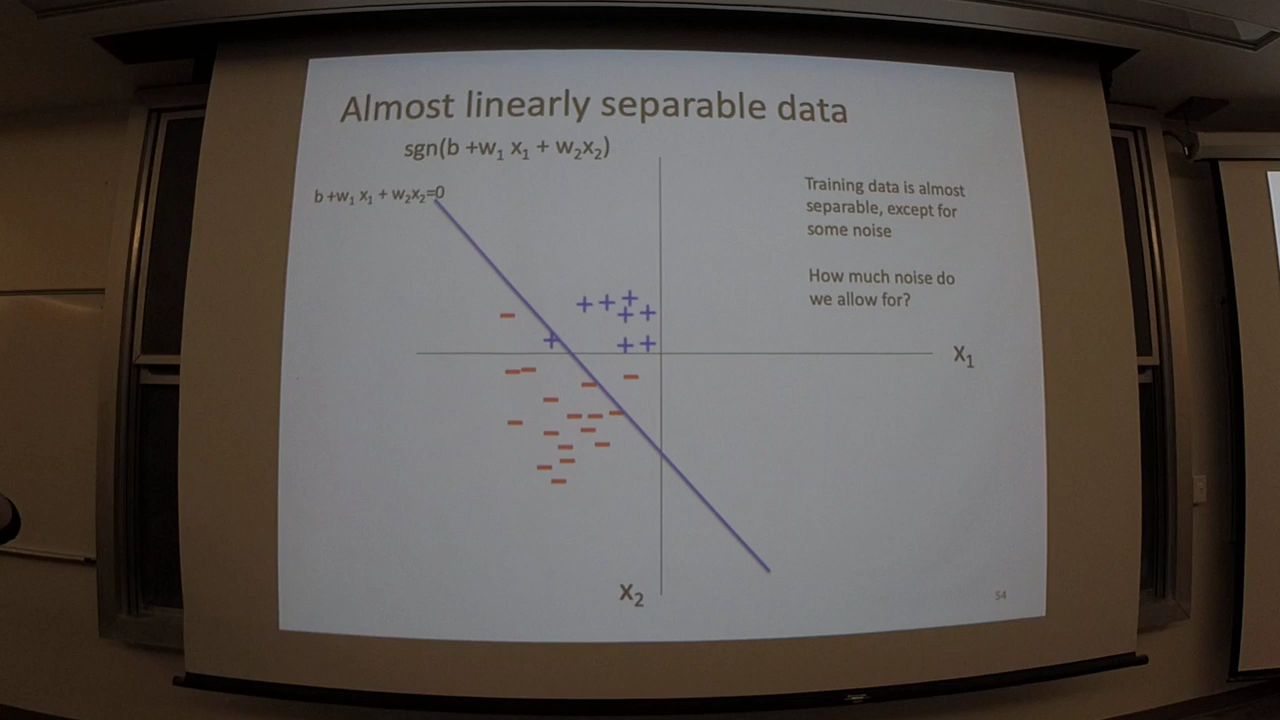 Almost linearly separable data
sgn(b +w₁ x₁ + w₂x₂)
b +w₁ x₁ + w₂x₂=0
Training data is almost
separable, except for
some noise
How much noise do
we allow for?
X₁
X₂
54